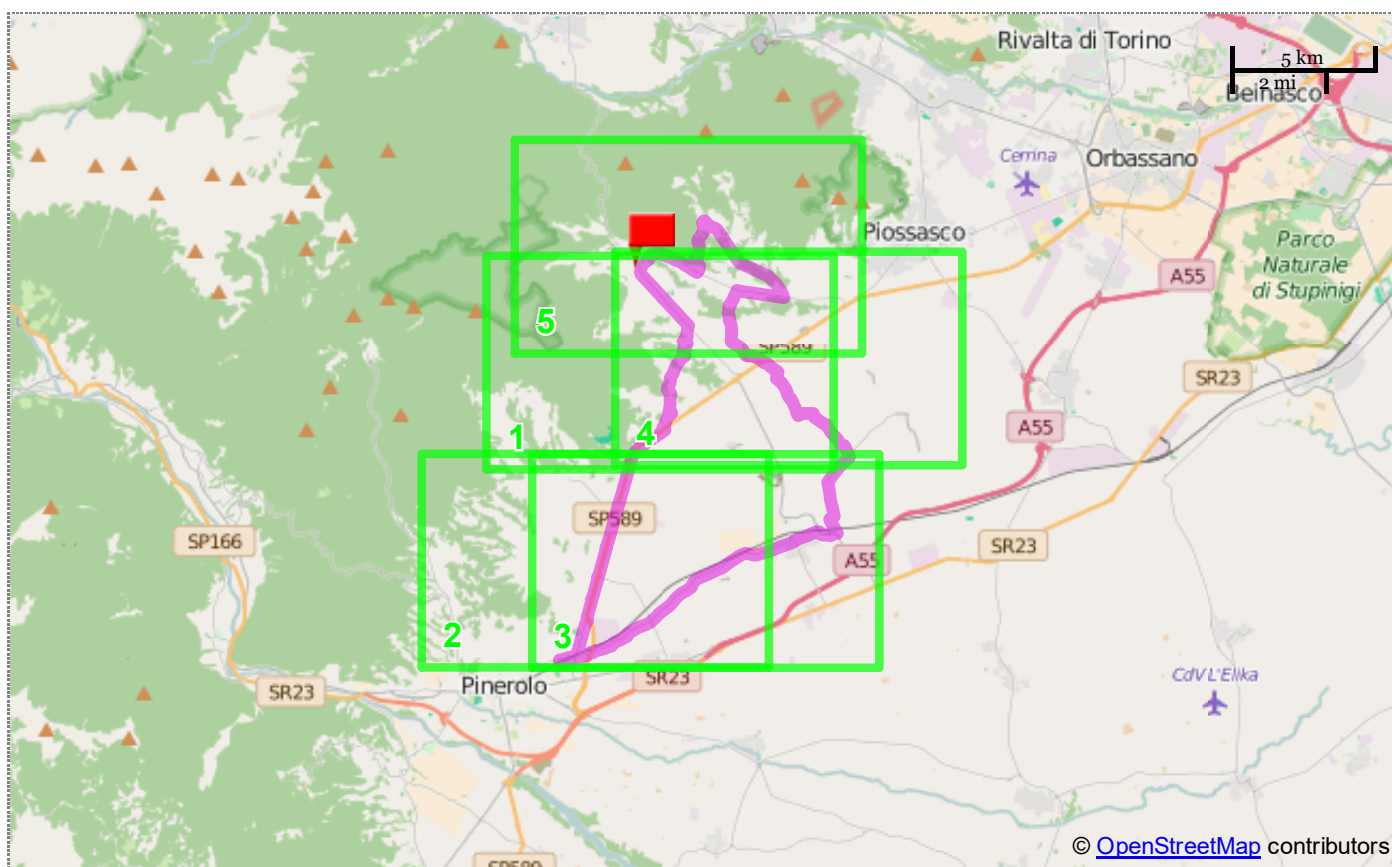 Rivalta di Torino
5 km
2 mi
Beinasco
Cerrina
Orbassano
Piossasco
Parco
Naturale
di Stupinigi
A55
5
SP589
SR23
1
4
A55
SP589
SP166
SR23
A55
2
3
SR23
Pinerolo
SR23
CdV L'Elika
SP589
© OpenStreetMap contributors